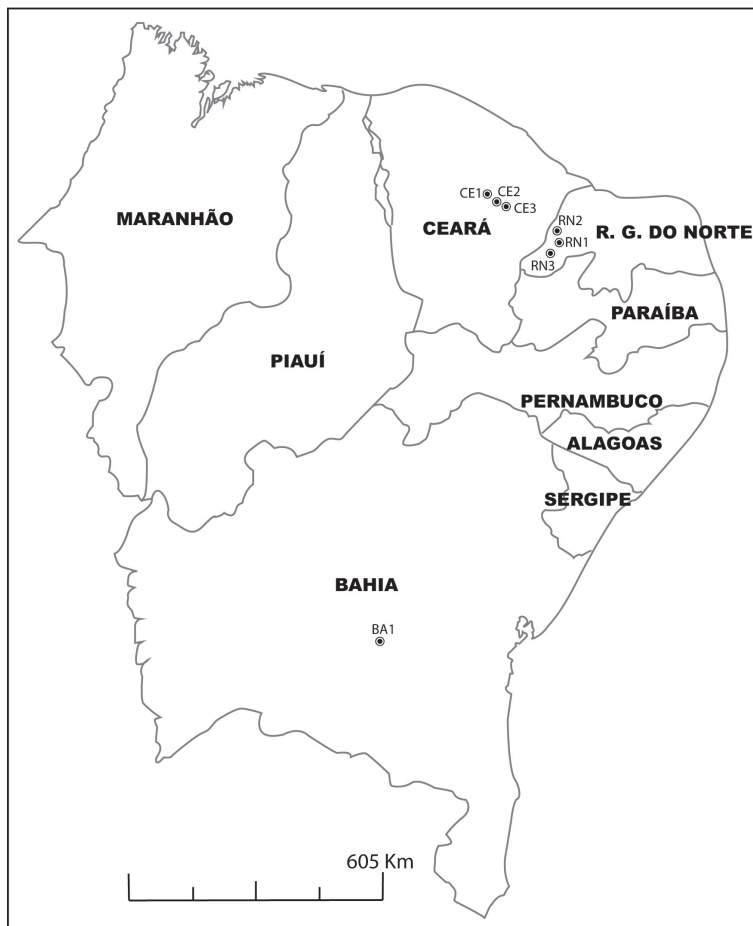 CE1
CE2
CE3
MARANHÃO
CEARÁ
RN2
R. G. DO NORTE
RN1
RN3
PARAÍBA
PIAUÍ
PERNAMBUCO
ALAGOAS
SERGIPE
BAHIA
BA1
605 Km